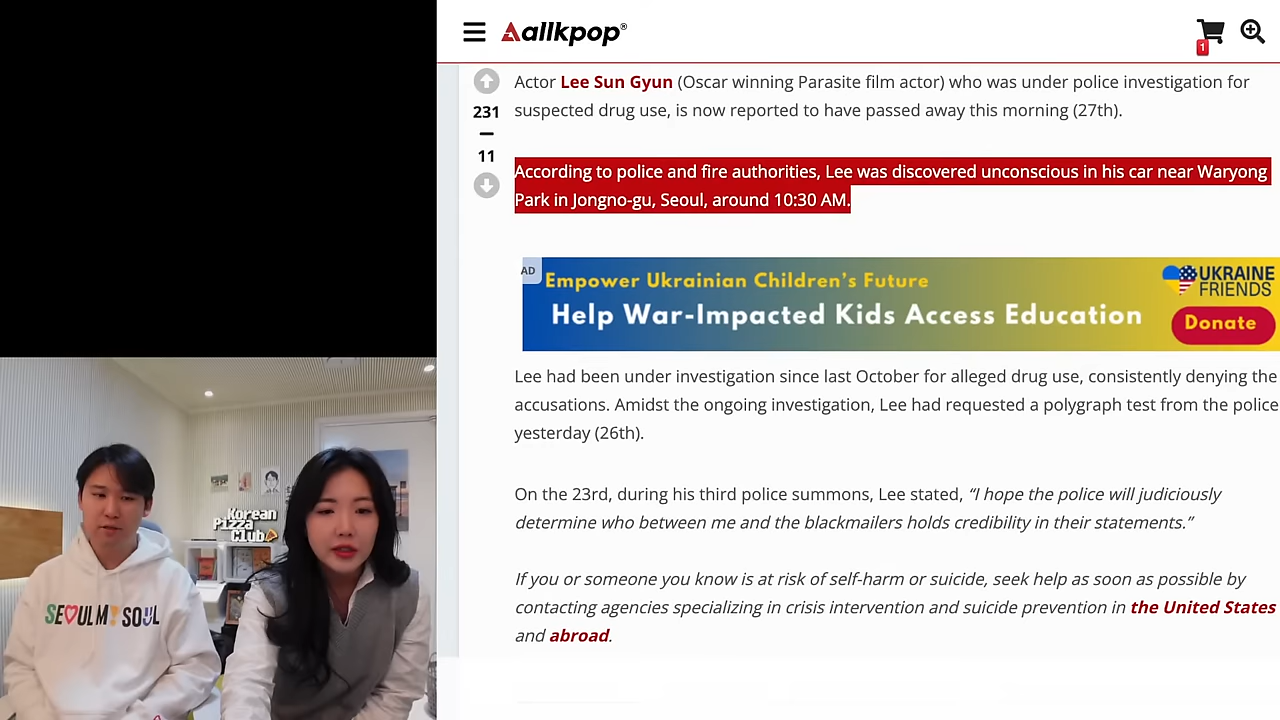 allkpop®
1
231
11
Actor Lee Sun Gyun (Oscar winning Parasite film actor) who was under police investigation for
suspected drug use, is now reported to have passed away this morning (27th).
According to police and fire authorities, Lee was discovered unconscious in his car near Waryong
Park in Jongno-gu, Seoul, around 10:30 AM.
AD
Empower Ukrainian Children's Future
Help War-Impacted Kids Access Education
UKRAINE
FRIENDS
Donate
Lee had been under investigation since last October for alleged drug use, consistently denying the
accusations. Amidst the ongoing investigation, Lee had requested a polygraph test from the police
yesterday (26th).
On the 23rd, during his third police summons, Lee stated, “I hope the police will judiciously
determine who between me and the blackmailers holds credibility in their statements.”
If you or someone you know is at risk of self-harm or suicide, seek help as soon as possible by
contacting agencies specializing in crisis intervention and suicide prevention in the United States
and abroad.
Korean
Pizza
Club
SEOUL M! SOUL